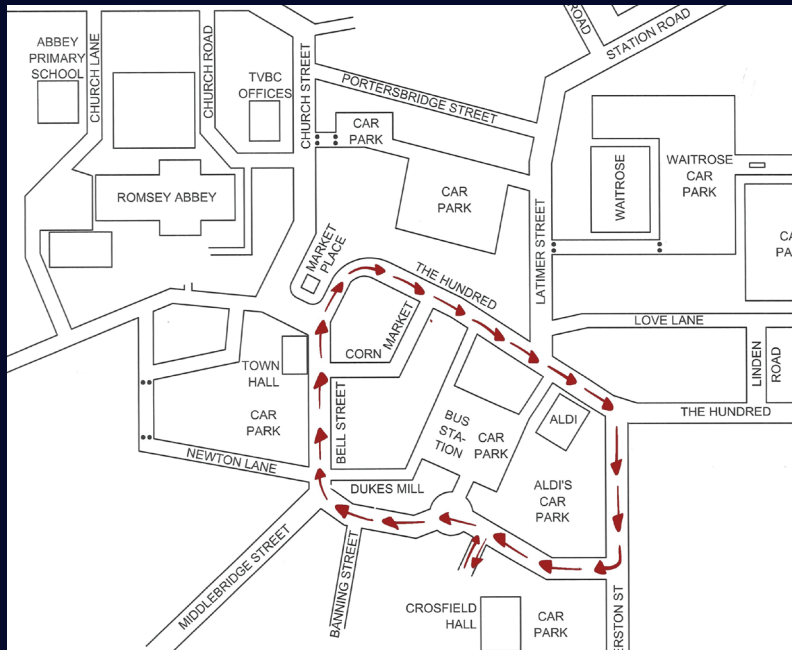 ROAD
STATION ROAD
ABBEY
PRIMARY
SCHOOL
CHURCH LANE
CHURCH ROAD
TVBC
OFFICES
CHURCH STREET
PORTERSBRIDGE STREET
CAR
PARK
ROMSEY ABBEY
CAR
PARK
WAITROSE
WAITROSE
CAR
PARK
MARKET
PLACE
THE HUNDRED
LATIMER STREET
CA
PA
LOVE LANE
CORN
MARKET
LINDEN
ROAD
TOWN
HALL
CAR
PARK
BELL STREET
BUS
STA-
TION
CAR
PARK
ALDI
THE HUNDRED
NEWTON LANE
DUKES MILL
ALDI'S
CAR
PARK
MIDDLEBRIDGE STREET
BANNING STREET
CROSFIELD
HALL
CAR
PARK
ERSTON ST